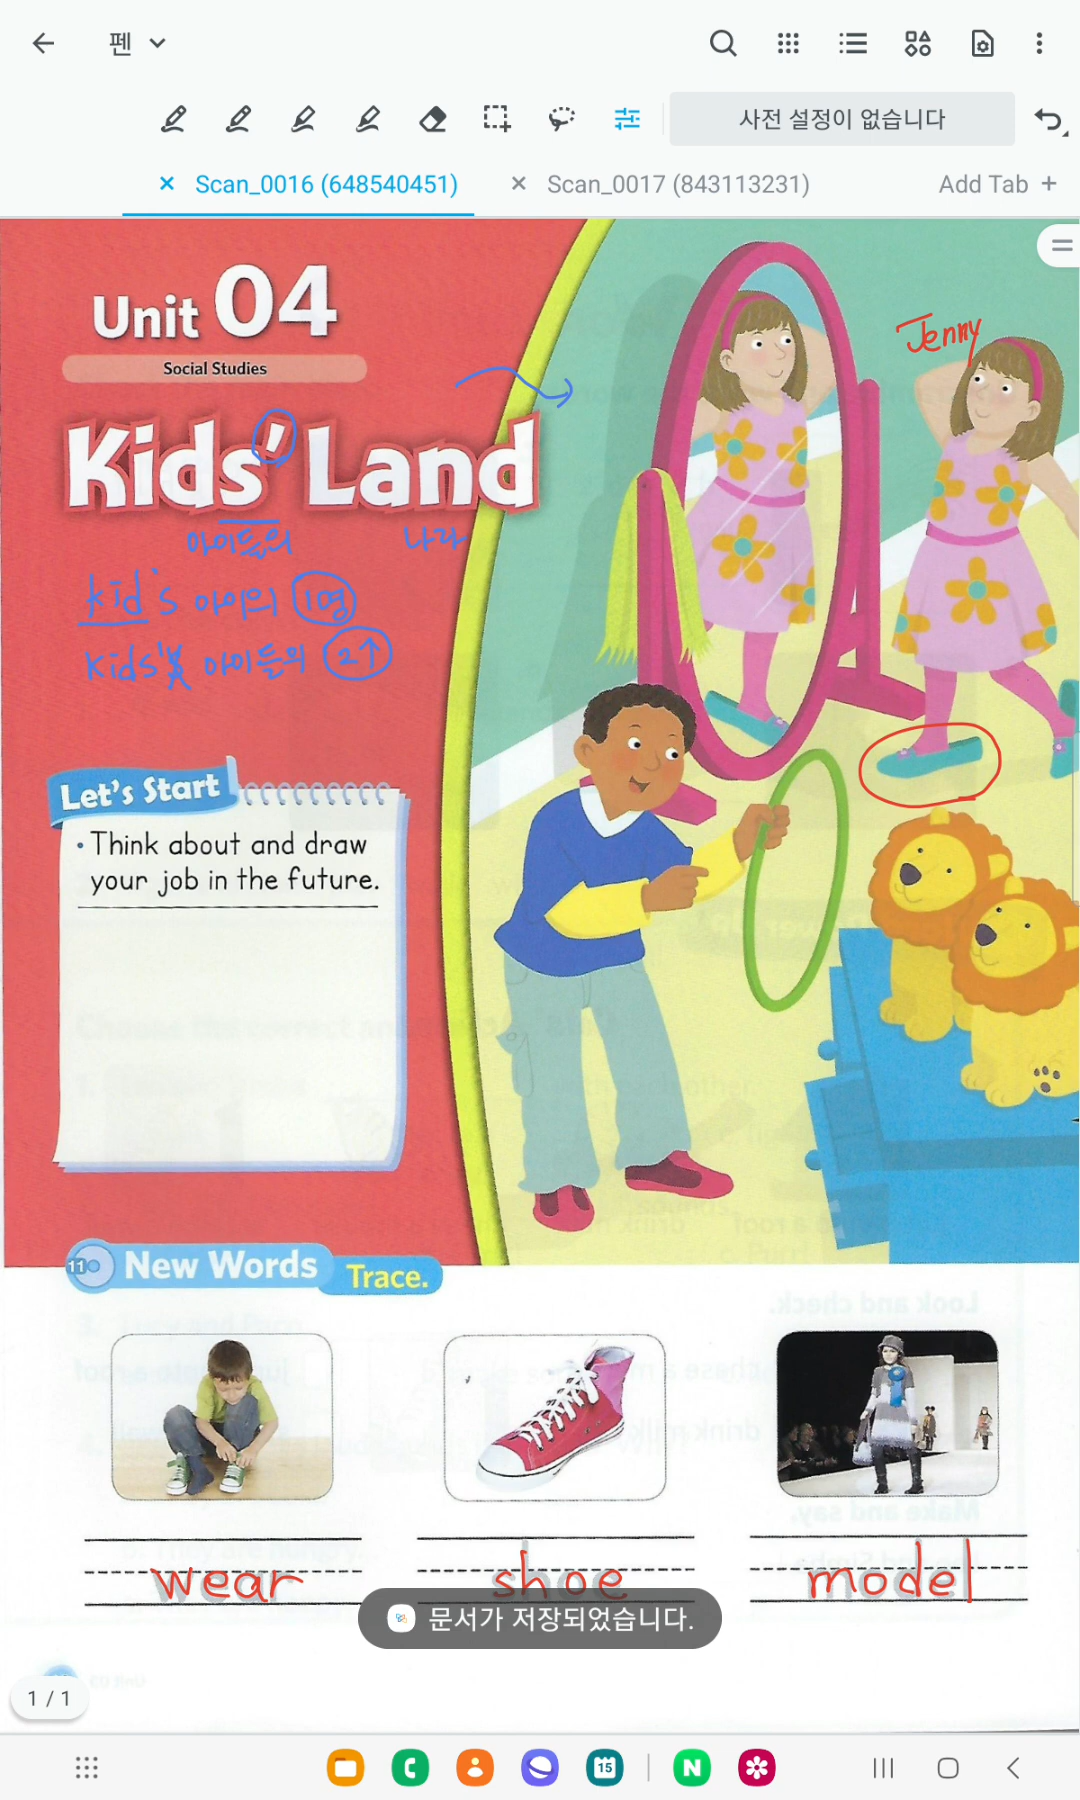 펜
사전 설정이 없습니다
Scan_0016 (648540451)
Scan_0017 (843113231)
Add Tab +
Unit 04
Social Studies
Jenny
Kids' Land
아이들의 나라
kid's 아이의 1명
kids' 아이들의 2↑
Let's Start
• Think about and draw
your job in the future.
11
New Words
Trace.
wear
shoe
model
문서가 저장되었습니다.
1 / 1
15
N